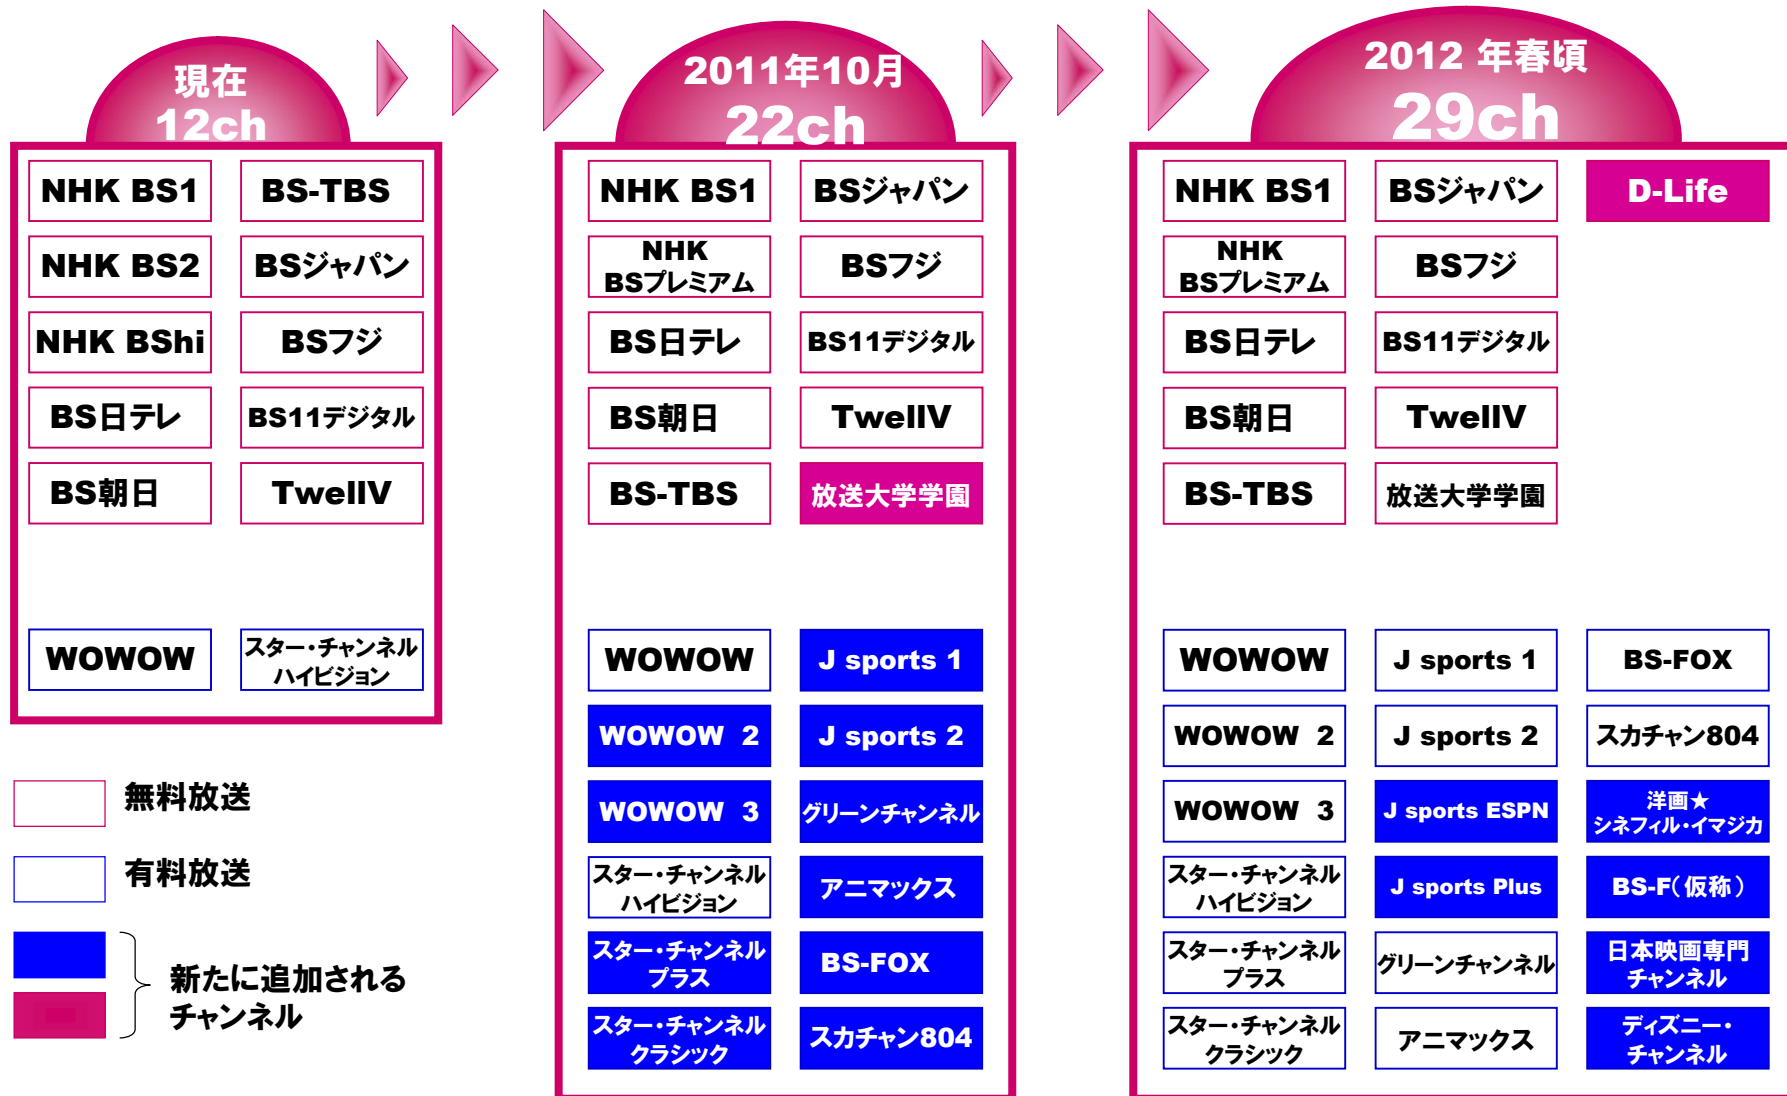 現在
12ch
NHK BS1
BS-TBS
NHK BS2
BSジャパン
NHK BShi
BSフジ
BS日テレ
BS11デジタル
BS朝日
TwellV
WOWOW
スター・チャンネル
ハイビジョン
無料放送
有料放送
新たに追加される
チャンネル
2011年10月
22ch
NHK BS1
BSジャパン
NHK
BSプレミアム
BSフジ
BS日テレ
BS11デジタル
BS朝日
TwellV
BS-TBS
放送大学学園
WOWOW
J sports 1
WOWOW 2
J sports 2
WOWOW 3
グリーンチャンネル
スター・チャンネル
ハイビジョン
アニマックス
スター・チャンネル
プラス
BS-FOX
スター・チャンネル
クラシック
スカチャン804
2012 年春頃
29ch
NHK BS1
BSジャパン
D-Life
NHK
BSプレミアム
BSフジ
BS日テレ
BS11デジタル
BS朝日
TwellV
BS-TBS
放送大学学園
WOWOW
J sports 1
BS-FOX
WOWOW 2
J sports 2
スカチャン804
WOWOW 3
J sports ESPN
洋画★
シネフィル・イマジカ
スター・チャンネル
ハイビジョン
J sports Plus
BS-F(仮称)
スター・チャンネル
プラス
グリーンチャンネル
日本映画専門
チャンネル
スター・チャンネル
クラシック
アニマックス
ディズニー・
チャンネル